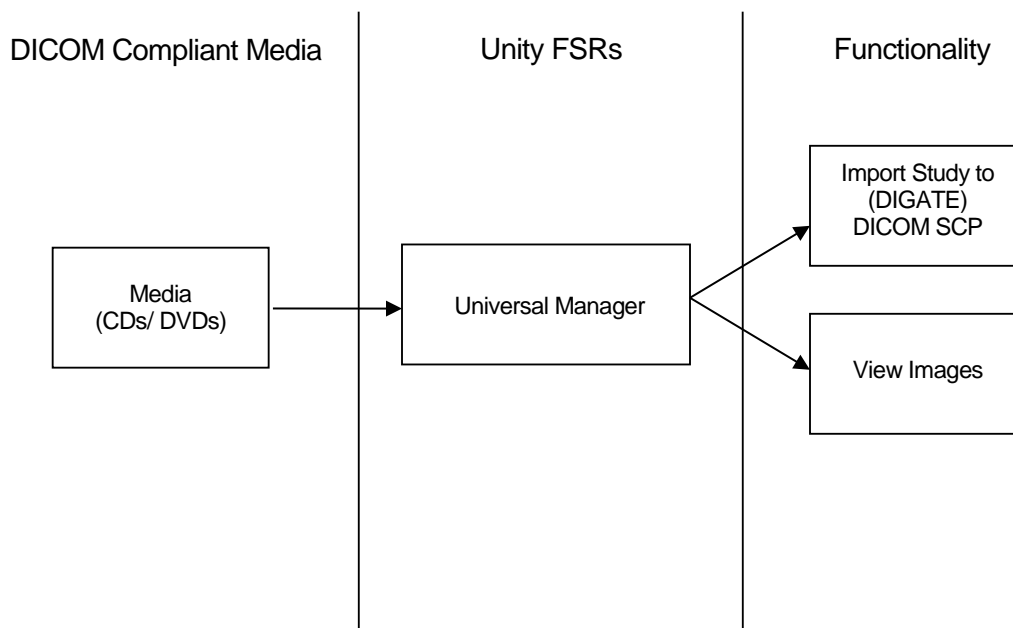 DICOM Compliant Media
Unity FSRs
Functionality
Media
(CDs/ DVDs)
Universal Manager
Import Study to
(DIGATE)
DICOM SCP
View Images